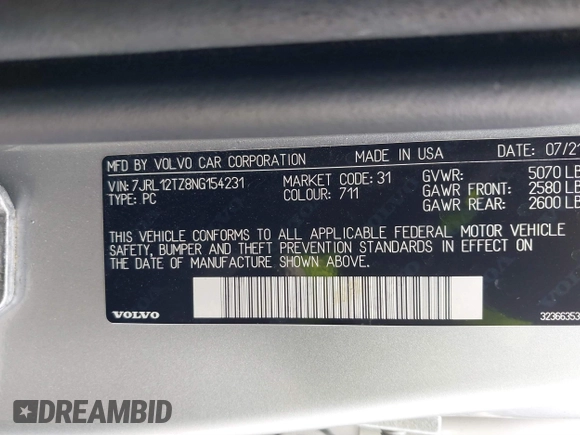 MFD BY VOLVO CAR CORPORATION MADE IN USA DATE: 07/21
VIN: 7JRL12TZ8NG154231 MARKET CODE: 31 GVWR: 5070 LB
TYPE: PC COLOUR: 711 GAWR FRONT: 2580 LB
GAWR REAR: 2600 LB
THIS VEHICLE CONFORMS TO ALL APPLICABLE FEDERAL MOTOR VEHICLE
SAFETY, BUMPER AND THEFT PREVENTION STANDARDS IN EFFECT ON
THE DATE OF MANUFACTURE SHOWN ABOVE.
VOLVO 32366353
DREAMBID